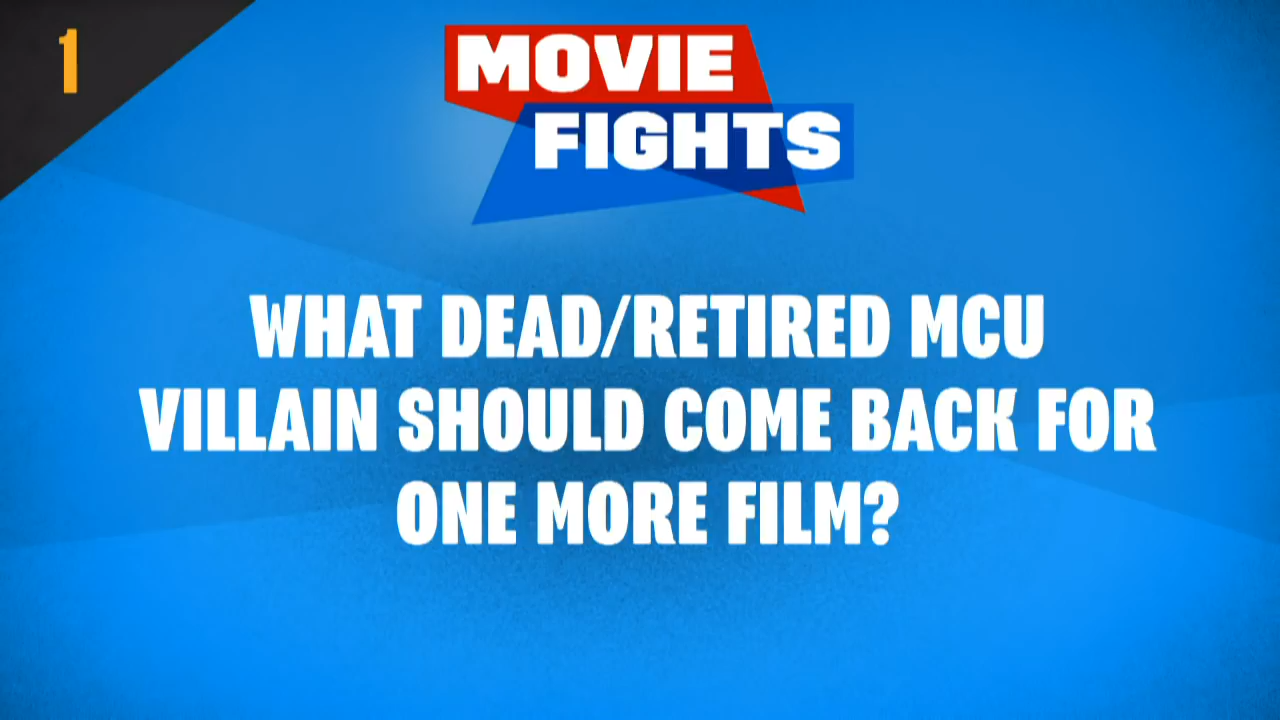 1
MOVIE
FIGHTS
WHAT DEAD/RETIRED MCU
VILLAIN SHOULD COME BACK FOR
ONE MORE FILM?